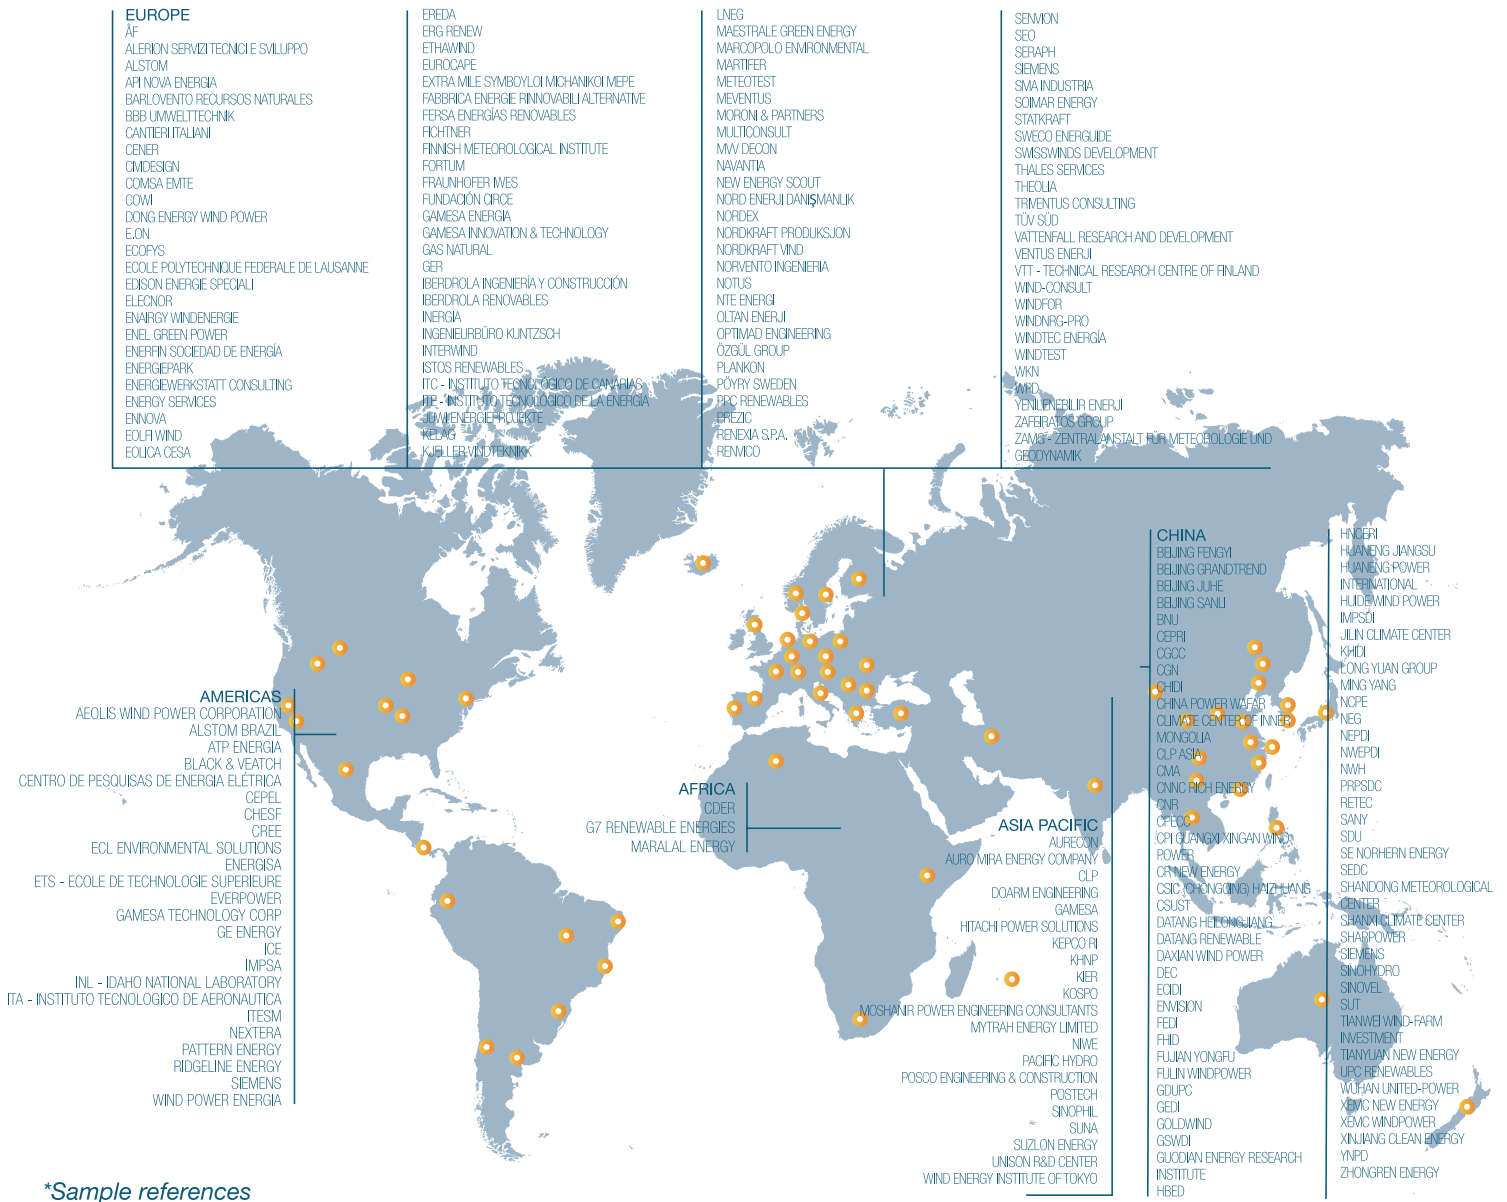 EUROPE
ÅF
ALERION SERVIZI TECNICI E SVILUPPO
ALSTOM
API NOVA ENERGIA
BARLOVENTO RECURSOS NATURALES
BBB UMWELTTECHNIK
CANTIERI ITALIANI
CENER
CIVIDESIGN
COMSA EMTE
COWI
DONG ENERGY WIND POWER
E.ON
ECOFYS
ECOLE POLYTECHNIQUE FEDERALE DE LAUSANNE
EDISON ENERGIE SPECIALI
ELECNOR
ENAIRGY WINDENERGIE
ENEL GREEN POWER
ENERFIN SOCIEDAD DE ENERGÍA
ENERGIEPARK
ENERGIEWERKSTATT CONSULTING
ENERGY SERVICES
ENNOVA
EOLFI WIND
EOLICA CESA
EREDA
ERG RENEW
ETHAWIND
EUROCAPE
EXTRA MILE SYMBOYLOI MICHANIKOI MEPE
FABBRICA ENERGIE RINNOVABILI ALTERNATIVE
FERSA ENERGÍAS RENOVABLES
FICHTNER
FINNISH METEOROLOGICAL INSTITUTE
FORTUM
FRAUNHOFER IWES
FUNDACIÓN CIRCE
GAMESA ENERGIA
GAMESA INNOVATION & TECHNOLOGY
GAS NATURAL
GER
IBERDROLA INGENIERÍA Y CONSTRUCCIÓN
IBERDROLA RENOVABLES
INERGIA
INGENIEURBÜRO KUNTZSCH
INTERWIND
ISTOS RENEWABLES
ITC - INSTITUTO TECNOLÓGICO DE CANARIAS
ITE - INSTITUTO TECNOLÓGICO DE LA ENERGÍA
JUWI ENERGIEPROJEKTE
KELAG
KJELLER VINDTEKNIKK
LNEG
MAESTRALE GREEN ENERGY
MARCOPOLO ENVIRONMENTAL
MARTIFER
METEOTEST
MEVENTUS
MORONI & PARTNERS
MULTICONSULT
MVV DECON
NAVANTIA
NEW ENERGY SCOUT
NORD ENERJI DANIŞMANLIK
NORDEX
NORDKRAFT PRODUKSJON
NORDKRAFT VIND
NORVENTO INGENIERIA
NOTUS
NTE ENERGI
OLTAN ENERJI
OPTIMAD ENGINEERING
ÖZGÜL GROUP
PLANKON
PÖYRY SWEDEN
PPC RENEWABLES
PREZIC
RENEXIA S.P.A.
RENVICO
SENVION
SEO
SERAPH
SIEMENS
SMA INDUSTRIA
SOIMAR ENERGY
STATKRAFT
SWECO ENERGUIDE
SWISSWINDS DEVELOPMENT
THALES SERVICES
THEOLIA
TRIVENTUS CONSULTING
TÜV SÜD
VATTENFALL RESEARCH AND DEVELOPMENT
VENTUS ENERJI
VTT - TECHNICAL RESEARCH CENTRE OF FINLAND
WIND-CONSULT
WINDFOR
WINDNRG-PRO
WINDTEC ENERGÍA
WINDTEST
WKN
WPD
YENILENEBILIR ENERJI
ZAFEIRATOS GROUP
ZAMG - ZENTRALANSTALT FÜR METEOROLOGIE UND
GEODYNAMIK
AMERICAS
AEOLIS WIND POWER CORPORATION
ALSTOM BRAZIL
ATP ENERGIA
BLACK & VEATCH
CENTRO DE PESQUISAS DE ENERGIA ELÉTRICA
CEPEL
CHESF
CREE
ECL ENVIRONMENTAL SOLUTIONS
ENERGISA
ETS - ECOLE DE TECHNOLOGIE SUPERIEURE
EVERPOWER
GAMESA TECHNOLOGY CORP
GE ENERGY
ICE
IMPSA
INL - IDAHO NATIONAL LABORATORY
ITA - INSTITUTO TECNOLOGICO DE AERONAUTICA
ITESM
NEXTERA
PATTERN ENERGY
RIDGELINE ENERGY
SIEMENS
WIND POWER ENERGIA
AFRICA
CDER
G7 RENEWABLE ENERGIES
MARALAL ENERGY
ASIA PACIFIC
AURECON
AURO MIRA ENERGY COMPANY
CLP
DOARM ENGINEERING
GAMESA
HITACHI POWER SOLUTIONS
KEPCO RI
KHNP
KIER
KOSPO
MOSHANIR POWER ENGINEERING CONSULTANTS
MYTRAH ENERGY LIMITED
NIWE
PACIFIC HYDRO
POSCO ENGINEERING & CONSTRUCTION
POSTECH
SINOPHIL
SUNA
SUZLON ENERGY
UNISON R&D CENTER
WIND ENERGY INSTITUTE OF TOKYO
CHINA
BEIJING FENGYI
BEIJING GRANDTREND
BEIJING JUHE
BEIJING SANLI
BNU
CEPRI
CGCC
CGN
CHIDI
CHINA POWER WAFAR
CLIMATE CENTER OF INNER
MONGOLIA
CLP ASIA
CMA
CNNC RICH ENERGY
CNR
CPECC
CPI GUANGXI XINGAN WIND
POWER
CR NEW ENERGY
CSIC (CHONGQING) HAIZHUANG
CSUST
DATANG HEILONGJIANG
DATANG RENEWABLE
DAXIAN WIND POWER
DEC
ECIDI
ENVISION
FEDI
FHID
FUJIAN YONGFU
FULIN WINDPOWER
GDUPC
GEDI
GOLDWIND
GSWDI
GUODIAN ENERGY RESEARCH
INSTITUTE
HBED
HNCERI
HUANENG JIANGSU
HUANENG POWER
INTERNATIONAL
HUIDE WIND POWER
IMPSDI
JILIN CLIMATE CENTER
KHIDI
LONG YUAN GROUP
MING YANG
NCPE
NEG
NEPDI
NWEPDI
NWH
PRPSDC
RETEC
SANY
SDU
SE NORHERN ENERGY
SEDC
SHANDONG METEOROLOGICAL
CENTER
SHANXI CLIMATE CENTER
SHARPOWER
SIEMENS
SINOHYDRO
SINOVEL
SUT
TIANWEI WIND-FARM
INVESTMENT
TIANYUAN NEW ENERGY
UPC RENEWABLES
WUHAN UNITED-POWER
XEMC NEW ENERGY
XEMC WINDPOWER
XINJIANG CLEAN ENERGY
YNPD
ZHONGREN ENERGY
*Sample references